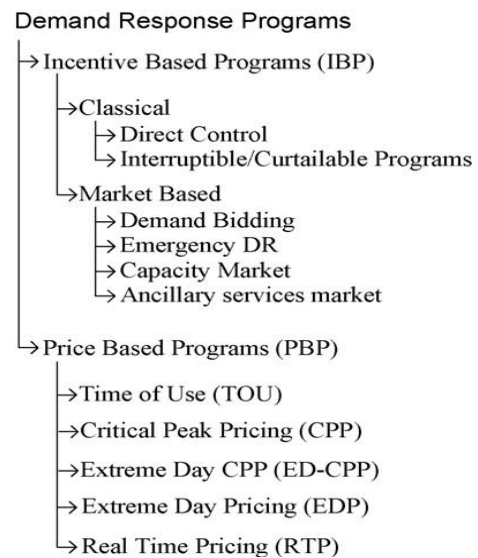 Demand Response Programs
Incentive Based Programs (IBP)
Classical
Direct Control
Interruptible/Curtailable Programs
Market Based
Demand Bidding
Emergency DR
Capacity Market
Ancillary services market
Price Based Programs (PBP)
Time of Use (TOU)
Critical Peak Pricing (CPP)
Extreme Day CPP (ED-CPP)
Extreme Day Pricing (EDP)
Real Time Pricing (RTP)